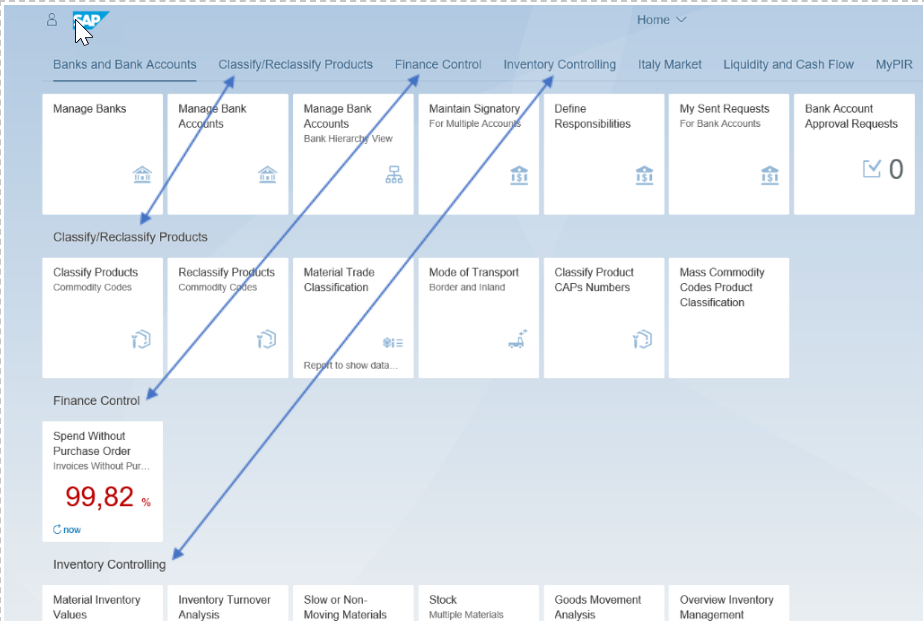 SAP
Home
Banks and Bank Accounts Classify/Reclassify Products Finance Control Inventory Controlling Italy Market Liquidity and Cash Flow MyPIR
Manage Banks
Manage Bank
Accounts
Manage Bank
Accounts
Bank Hierarchy View
Maintain Signatory
For Multiple Accounts
Define
Responsibilities
My Sent Requests
For Bank Accounts
Bank Account
Approval Requests
0
Classify/Reclassify Products
Classify Products
Commodity Codes
Reclassify Products
Commodity Codes
Material Trade
Classification
Report to show data...
Mode of Transport
Border and Inland
Classify Product
CAPs Numbers
Mass Commodity
Codes Product
Classification
Finance Control
Spend Without
Purchase Order
Invoices Without Pur...
99,82 %
now
Inventory Controlling
Material Inventory
Values
Inventory Turnover
Analysis
Slow or Non-
Moving Materials
Stock
Multiple Materials
Goods Movement
Analysis
Overview Inventory
Management